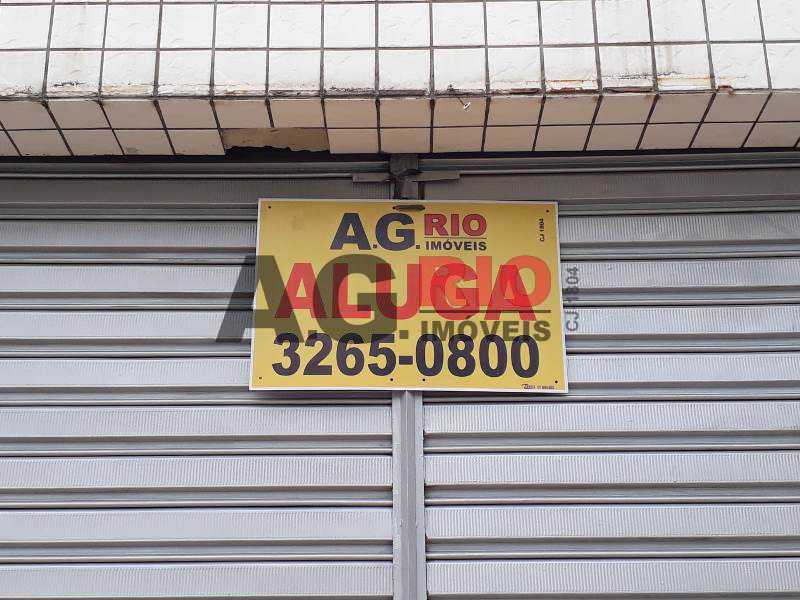 A.G. RIO
IMÓVEIS
CJ 1804
ALUGA
A.G. RIO
IMÓVEIS
CJ 1804
3265-0800